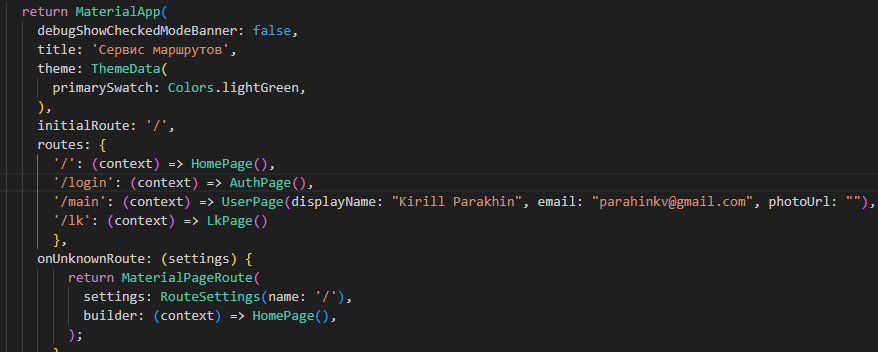 return MaterialApp(
debugShowCheckedModeBanner: false,
title: 'Сервис маршрутов',
theme: ThemeData(
primarySwatch: Colors.lightGreen,
),
initialRoute: '/',
routes: {
'/': (context) => HomePage(),
'/login': (context) => AuthPage(),
'/main': (context) => UserPage(displayName: "Kirill Parakhin", email: "parahinkv@gmail.com", photoUrl: ""),
'/lk': (context) => LkPage()
},
onUnknownRoute: (settings) {
return MaterialPageRoute(
settings: RouteSettings(name: '/'),
builder: (context) => HomePage(),
);
}